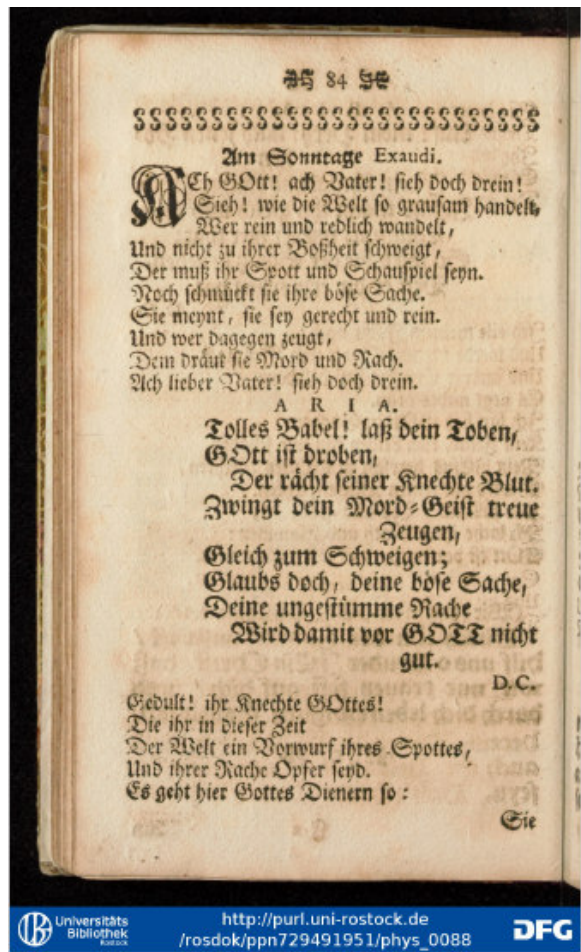 84
Am Sonntage Exaudi.
ACh GOtt! ach Vater! sieh doch drein!
Sieh! wie die Welt so grausam handelt,
Wer rein und redlich wandelt,
Und nicht zu ihrer Boßheit schweigt,
Der muß ihr Spott und Schauspiel seyn.
Noch schmückt sie ihre böse Sache.
Sie meynt, sie sey gerecht und rein.
Und wer dagegen zeugt,
Dem dräut sie Mord und Rach.
Ach lieber Vater! sieh doch drein.
ARIA.
Tolles Babel! laß dein Toben,
GOtt ist droben,
Der rächt seiner Knechte Blut.
Zwingt dein Mord-Geist treue
Zeugen,
Gleich zum Schweigen;
Glaubs doch, deine böse Sache,
Deine ungestümme Rache
Wird damit vor GOTT nicht
gut.
D.C.
Gedult! ihr Knechte GOttes!
Die ihr in dieser Zeit
Der Welt ein Vorwurf ihres Spottes,
Und ihrer Rache Opfer seyd.
Es geht hier Gottes Dienern so:
Sie
Universitäts
Bibliothek
Rostock
http://purl.uni-rostock.de
/rosdok/ppn729491951/phys_0088
DFG